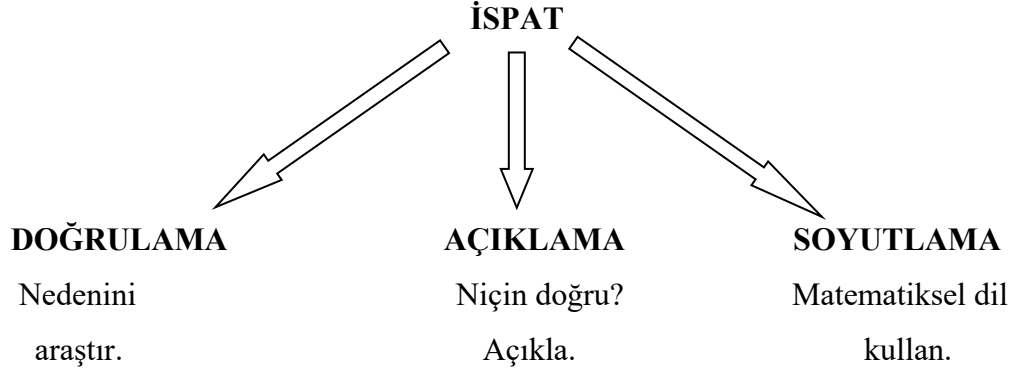 İSPAT
DOĞRULAMA
Nedenini
araştır.
AÇIKLAMA
Niçin doğru?
Açıkla.
SOYUTLAMA
Matematiksel dil
kullan.